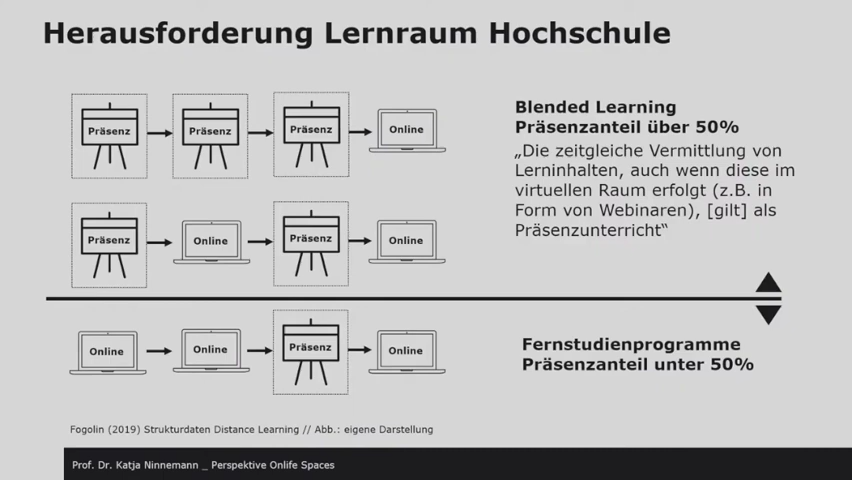 Herausforderung Lernraum Hochschule
Präsenz
Präsenz
Präsenz
Online
Blended Learning
Präsenzanteil über 50%
„Die zeitgleiche Vermittlung von
Lerninhalten, auch wenn diese im
virtuellen Raum erfolgt (z.B. in
Form von Webinaren), [gilt] als
Präsenzunterricht“
Präsenz
Online
Präsenz
Online
Online
Online
Präsenz
Online
Fernstudienprogramme
Präsenzanteil unter 50%
Fogolin (2019) Strukturdaten Distance Learning // Abb.: eigene Darstellung
Prof. Dr. Katja Ninnemann _ Perspektive Onlife Spaces